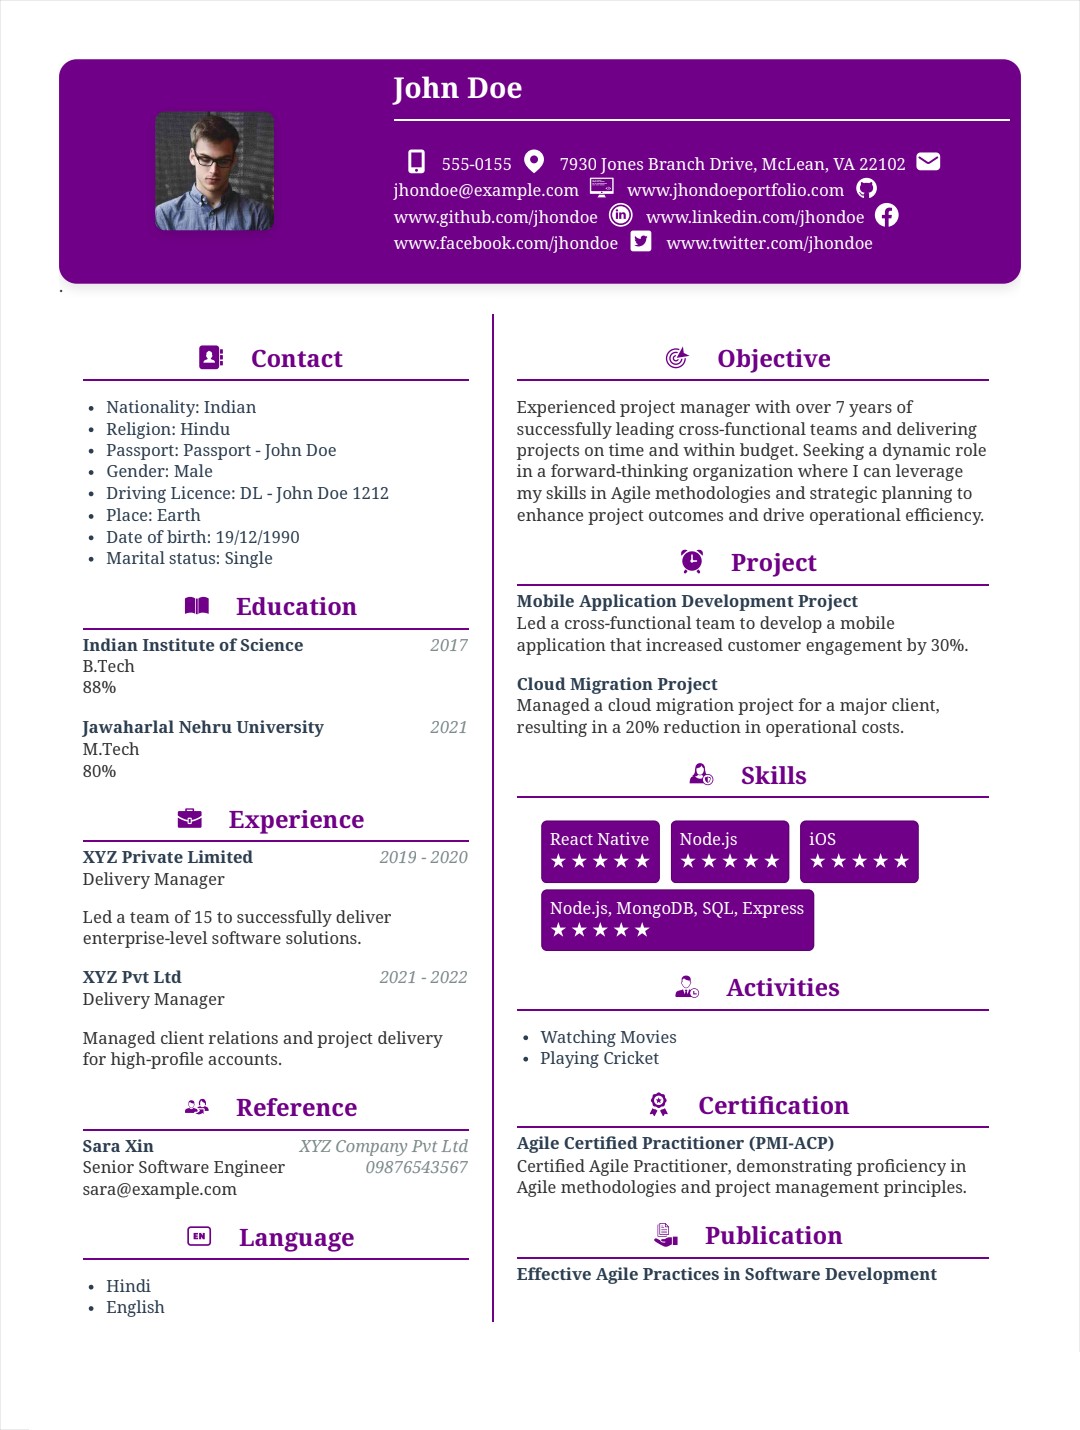 John Doe
555-0155 7930 Jones Branch Drive, McLean, VA 22102
jhondoe@example.com www.jhondoeportfolio.com
www.github.com/jhondoe www.linkedin.com/jhondoe
www.facebook.com/jhondoe www.twitter.com/jhondoe
.
Contact
• Nationality: Indian
• Religion: Hindu
• Passport: Passport - John Doe
• Gender: Male
• Driving Licence: DL - John Doe 1212
• Place: Earth
• Date of birth: 19/12/1990
• Marital status: Single
Education
Indian Institute of Science 2017
B.Tech
88%
Jawaharlal Nehru University 2021
M.Tech
80%
Experience
XYZ Private Limited 2019 - 2020
Delivery Manager
Led a team of 15 to successfully deliver
enterprise-level software solutions.
XYZ Pvt Ltd 2021 - 2022
Delivery Manager
Managed client relations and project delivery
for high-profile accounts.
Reference
Sara Xin XYZ Company Pvt Ltd
Senior Software Engineer 09876543567
sara@example.com
EN Language
• Hindi
• English
Objective
Experienced project manager with over 7 years of
successfully leading cross-functional teams and delivering
projects on time and within budget. Seeking a dynamic role
in a forward-thinking organization where I can leverage
my skills in Agile methodologies and strategic planning to
enhance project outcomes and drive operational efficiency.
Project
Mobile Application Development Project
Led a cross-functional team to develop a mobile
application that increased customer engagement by 30%.
Cloud Migration Project
Managed a cloud migration project for a major client,
resulting in a 20% reduction in operational costs.
Skills
React Native Node.js iOS
★ ★ ★ ★ ★ ★ ★ ★ ★ ★ ★ ★ ★ ★ ★
Node.js, MongoDB, SQL, Express
★ ★ ★ ★ ★
Activities
• Watching Movies
• Playing Cricket
Certification
Agile Certified Practitioner (PMI-ACP)
Certified Agile Practitioner, demonstrating proficiency in
Agile methodologies and project management principles.
Publication
Effective Agile Practices in Software Development